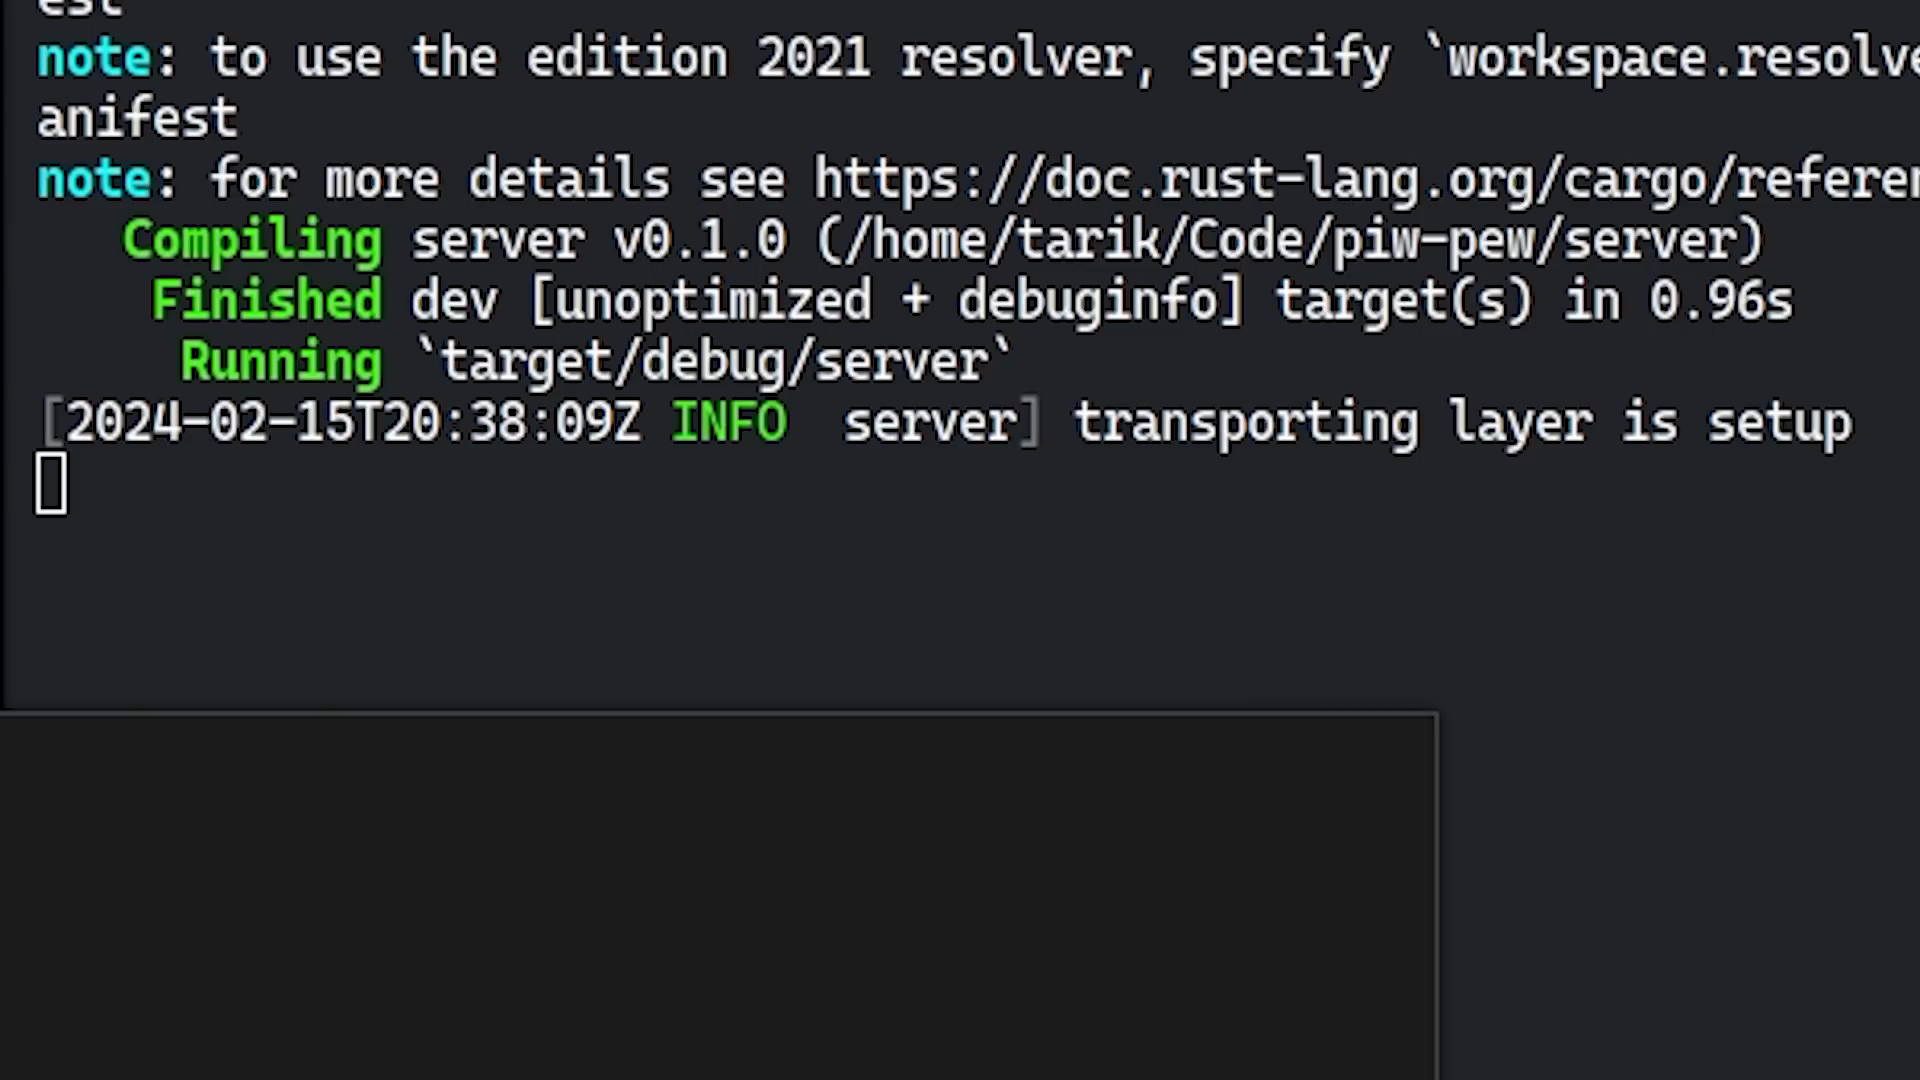 est
note: to use the edition 2021 resolver, specify `workspace.resolve
anifest
note: for more details see https://doc.rust-lang.org/cargo/referen
Compiling server v0.1.0 (/home/tarik/Code/piw-pew/server)
Finished dev [unoptimized + debuginfo] target(s) in 0.96s
Running `target/debug/server`
[2024-02-15T20:38:09Z INFO  server] transporting layer is setup